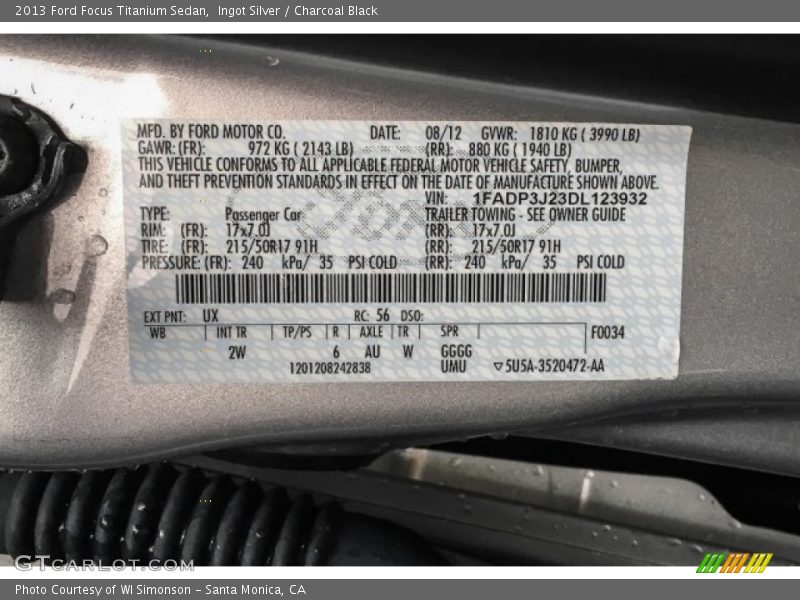 2013 Ford Focus Titanium Sedan, Ingot Silver / Charcoal Black
MFD. BY FORD MOTOR CO. DATE: 08/12 GVWR: 1810 KG ( 3990 LB)
GAWR: (FR): 972 KG ( 2143 LB) (RR): 880 KG ( 1940 LB)
THIS VEHICLE CONFORMS TO ALL APPLICABLE FEDERAL MOTOR VEHICLE SAFETY, BUMPER,
AND THEFT PREVENTION STANDARDS IN EFFECT ON THE DATE OF MANUFACTURE SHOWN ABOVE.
VIN: 1FADP3J23DL123932
TYPE: Passenger Car TRAILER TOWING - SEE OWNER GUIDE
RIM: (FR): 17x7.0J (RR): 17x7.0J
TIRE: (FR): 215/50R17 91H (RR): 215/50R17 91H
PRESSURE: (FR): 240 kPa/ 35 PSI COLD (RR): 240 kPa/ 35 PSI COLD
EXT PNT: UX RC: 56 DSO:
WB INT TR TP/PS R AXLE TR SPR F0034
2W 6 AU W GGGG
1201208242838 UMU ▽5U5A-3520472-AA
GTCARLOT.COM
Photo Courtesy of WI Simonson - Santa Monica, CA